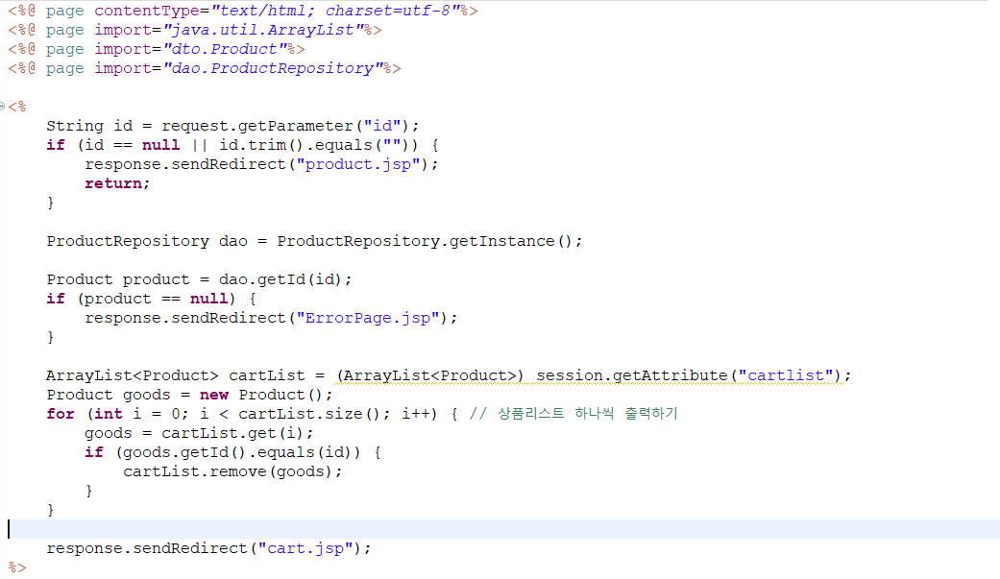 <%@ page contentType="text/html; charset=utf-8"%>
<%@ page import="java.util.ArrayList"%>
<%@ page import="dto.Product"%>
<%@ page import="dao.ProductRepository"%>
<%
String id = request.getParameter("id");
if (id == null || id.trim().equals("")) {
response.sendRedirect("product.jsp");
return;
}
ProductRepository dao = ProductRepository.getInstance();
Product product = dao.getId(id);
if (product == null) {
response.sendRedirect("ErrorPage.jsp");
}
ArrayList<Product> cartList = (ArrayList<Product>) session.getAttribute("cartlist");
Product goods = new Product();
for (int i = 0; i < cartList.size(); i++) { // 상품리스트 하나씩 출력하기
goods = cartList.get(i);
if (goods.getId().equals(id)) {
cartList.remove(goods);
}
}
response.sendRedirect("cart.jsp");
%>